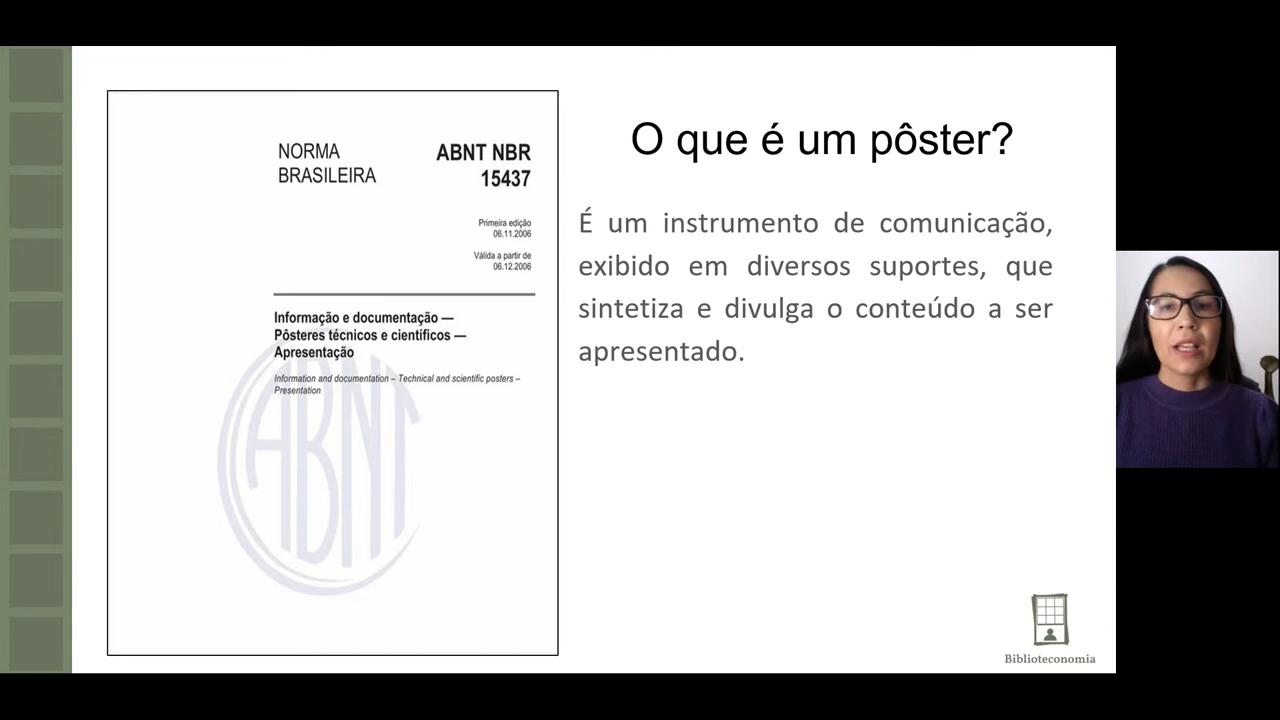 NORMA
BRASILEIRA
ABNT NBR
15437
Primeira edição
06.11.2006
Válida a partir de
06.12.2006
Informação e documentação —
Pôsteres técnicos e científicos —
Apresentação
Information and documentation – Technical and scientific posters –
Presentation
ABNT
O que é um pôster?
É um instrumento de comunicação,
exibido em diversos suportes, que
sintetiza e divulga o conteúdo a ser
apresentado.
Biblioteconomia